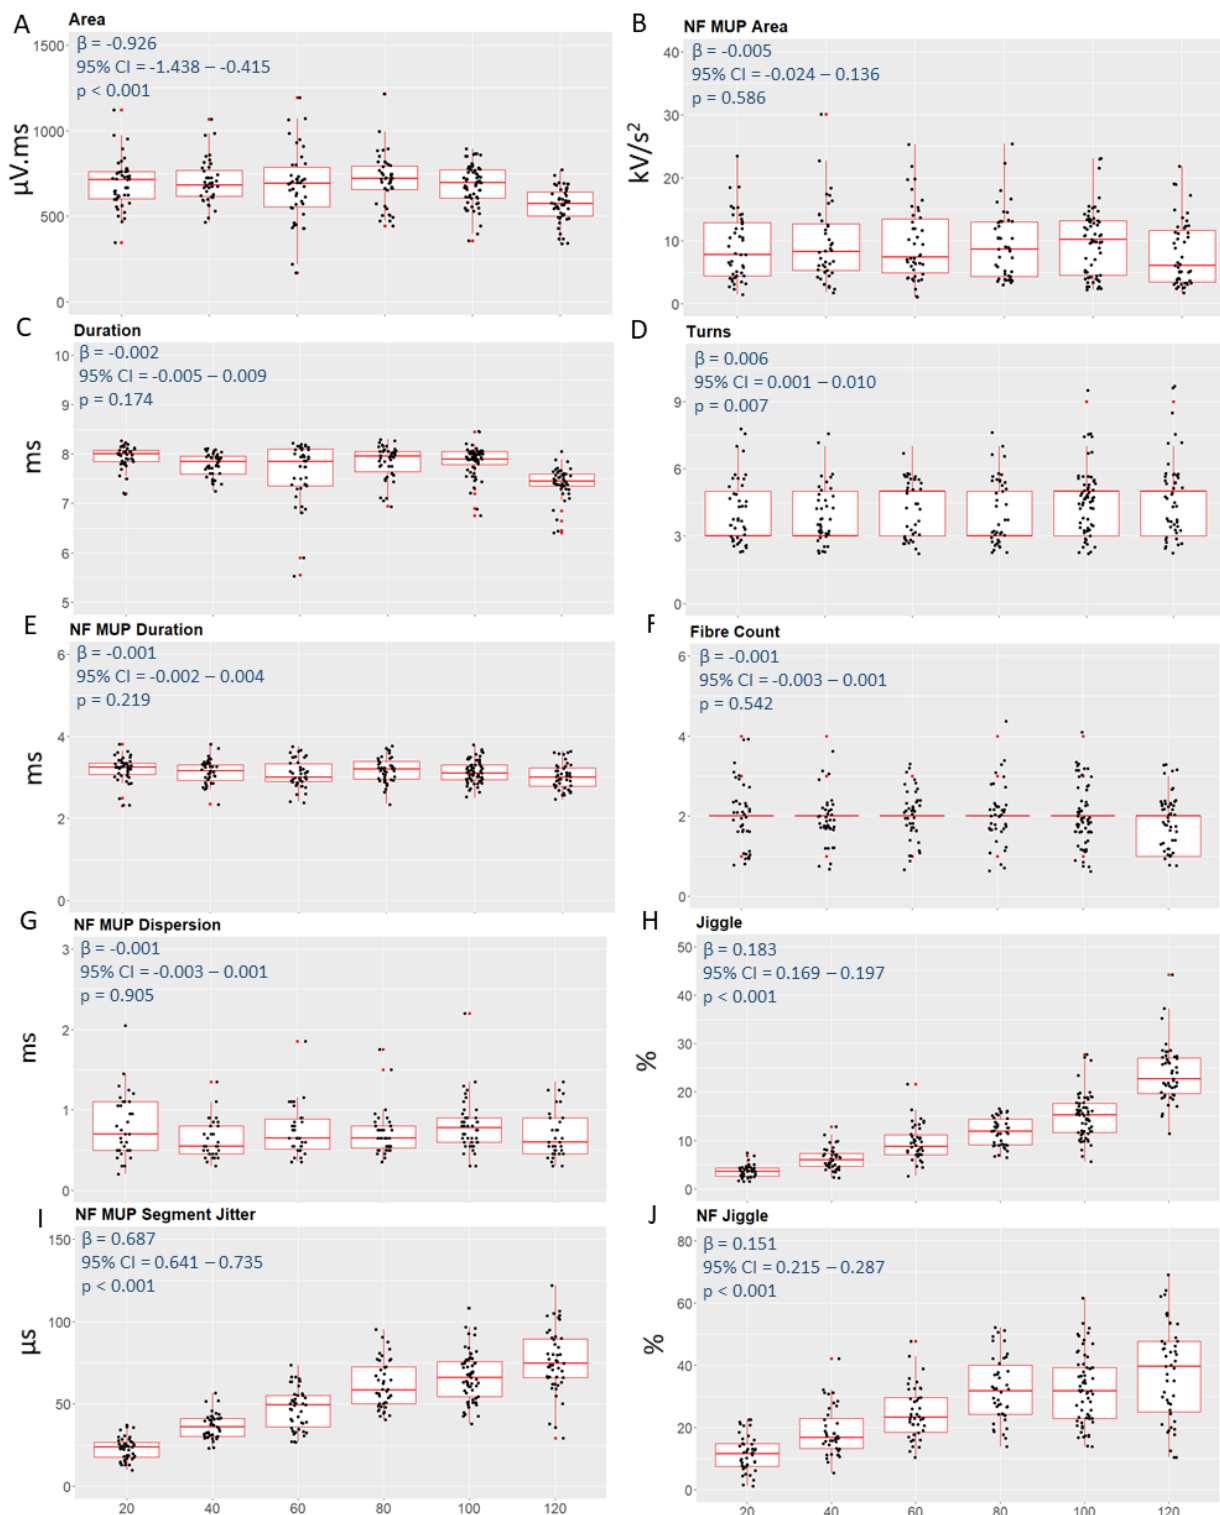 A Area
1500
β = -0.926
95% CI = -1.438 – -0.415
p < 0.001
1000
μV.ms
500
0
B NF MUP Area
40
β = -0.005
95% CI = -0.024 – 0.136
p = 0.586
30
kV/s²
20
10
0
C Duration
10
β = -0.002
95% CI = -0.005 – 0.009
9
p = 0.174
8
ms
7
6
5
D Turns
β = 0.006
95% CI = 0.001 – 0.010
9
p = 0.007
6
3
0
E NF MUP Duration
6
β = -0.001
95% CI = -0.002 – 0.004
p = 0.219
4
ms
2
0
F Fibre Count
6
β = -0.001
95% CI = -0.003 – 0.001
p = 0.542
4
2
0
G NF MUP Dispersion
3
β = -0.001
95% CI = -0.003 – 0.001
p = 0.905
2
ms
1
0
H Jiggle
50
β = 0.183
95% CI = 0.169 – 0.197
p < 0.001
40
30
%
20
10
0
I NF MUP Segment Jitter
150
β = 0.687
95% CI = 0.641 – 0.735
p < 0.001
100
μs
50
0
20 40 60 80 100 120
J NF Jiggle
80
β = 0.151
95% CI = 0.215 – 0.287
p < 0.001
60
%
40
20
0
20 40 60 80 100 120